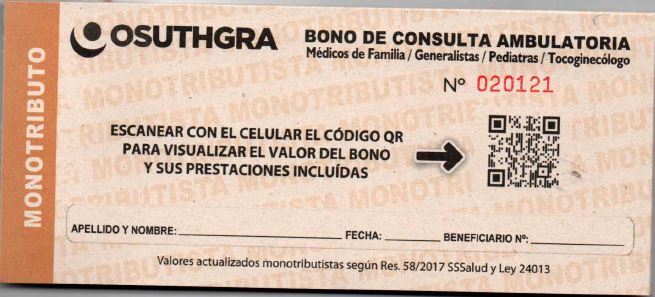 MONOTRIBUTO
OSUTHGRA
BONO DE CONSULTA AMBULATORIA
Médicos de Familia / Generalistas / Pediatras / Tocoginecólogo
Nº 020121
ESCANEAR CON EL CELULAR EL CÓDIGO QR
PARA VISUALIZAR EL VALOR DEL BONO
Y SUS PRESTACIONES INCLUÍDAS
APELLIDO Y NOMBRE: FECHA: BENEFICIARIO Nº:
Valores actualizados monotributistas según Res. 58/2017 SSSalud y Ley 24013